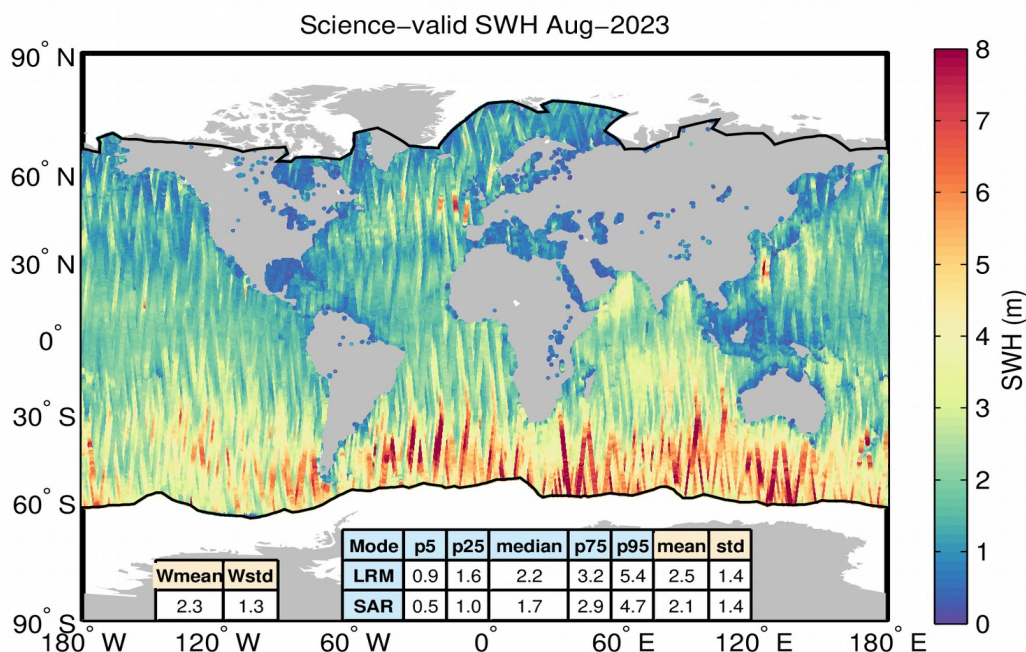 Science−valid SWH Aug−2023
90° N
60° N
30° N
0°
30° S
60° S
90° S
180° W
120° W
60° W
0°
60° E
120° E
180° E
8
7
6
5
4
3
2
1
0
SWH (m)
Wmean Wstd
2.3 1.3
Mode p5 p25 median p75 p95 mean std
LRM 0.9 1.6 2.2 3.2 5.4 2.5 1.4
SAR 0.5 1.0 1.7 2.9 4.7 2.1 1.4